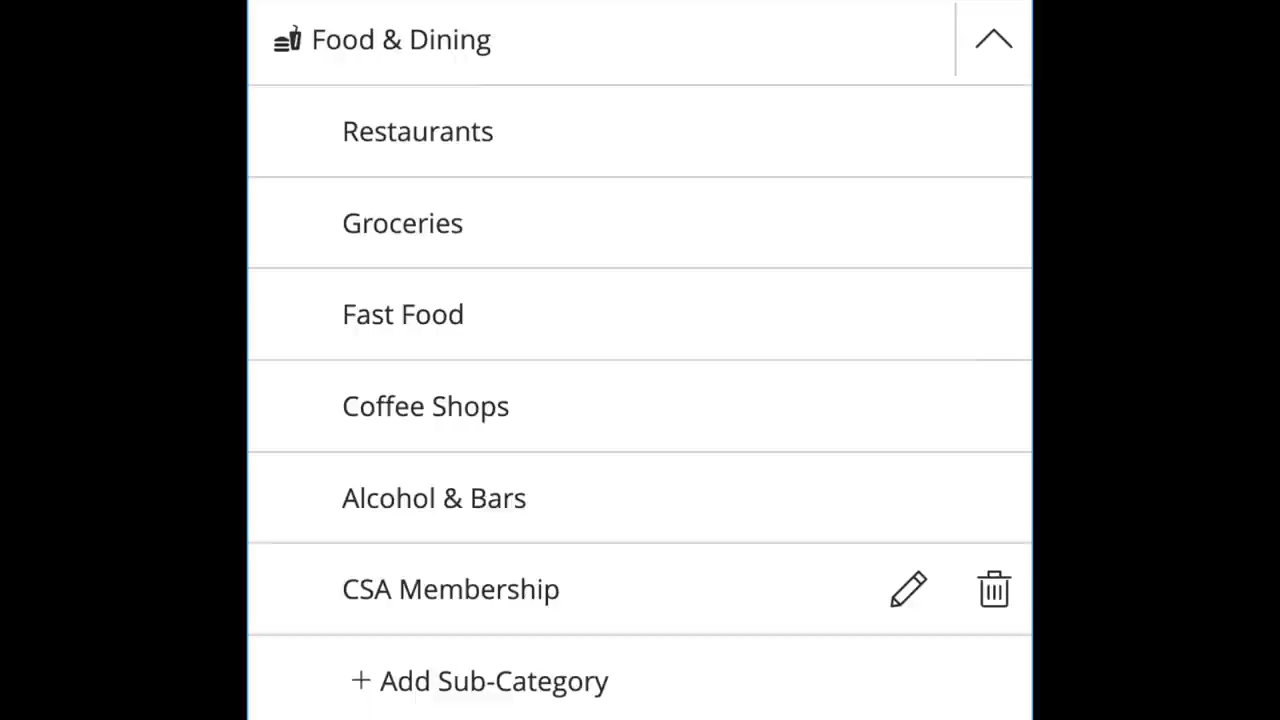 Food & Dining
Restaurants
Groceries
Fast Food
Coffee Shops
Alcohol & Bars
CSA Membership
+ Add Sub-Category